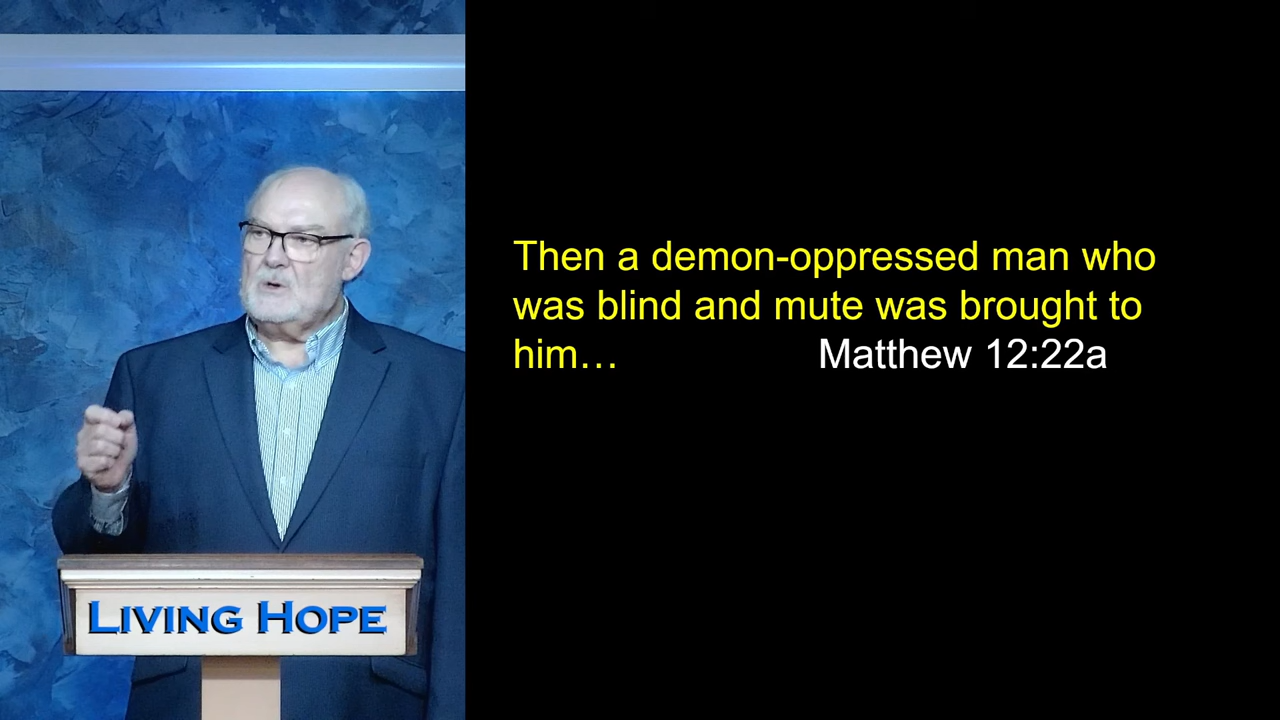 Then a demon-oppressed man who
was blind and mute was brought to
him… Matthew 12:22a
LIVING HOPE